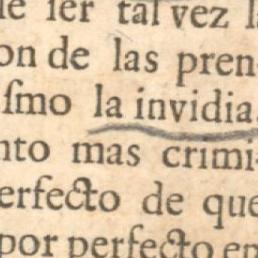 le ſer tal vez l
on de las pren-
ſmo la invidia.
nto mas crimi-
erfecto de que
por perfecto en